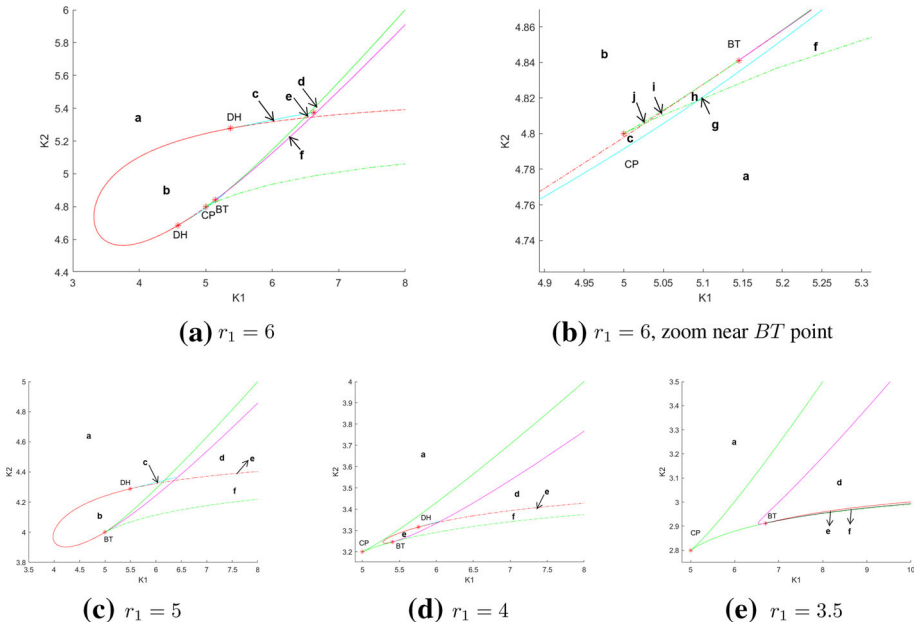 6
5.8
5.6
5.4
5.2
5
4.8
4.6
4.4
K2
3 4 5 6 7 8
K1
a
b
c
d
e
f
DH
DH
CP
BT
(a) r₁ = 6
4.86
4.84
4.82
4.8
4.78
4.76
4.74
K2
4.9 4.95 5 5.05 5.1 5.15 5.2 5.25 5.3
K1
b
j
i
h
g
f
c
a
CP
BT
(b) r₁ = 6, zoom near BT point
5
4.8
4.6
4.4
4.2
4
3.8
K2
3.5 4 4.5 5 5.5 6 6.5 7 7.5 8
K1
a
b
c
d
e
f
DH
BT
(c) r₁ = 5
4
3.9
3.8
3.7
3.6
3.5
3.4
3.3
3.2
K2
5 5.5 6 6.5 7 7.5 8
K1
a
d
e
f
e
DH
CP
BT
(d) r₁ = 4
3.5
3.4
3.3
3.2
3.1
3
2.9
2.8
K2
5 6 7 8 9 10
K1
a
d
BT
CP
e
f
(e) r₁ = 3.5